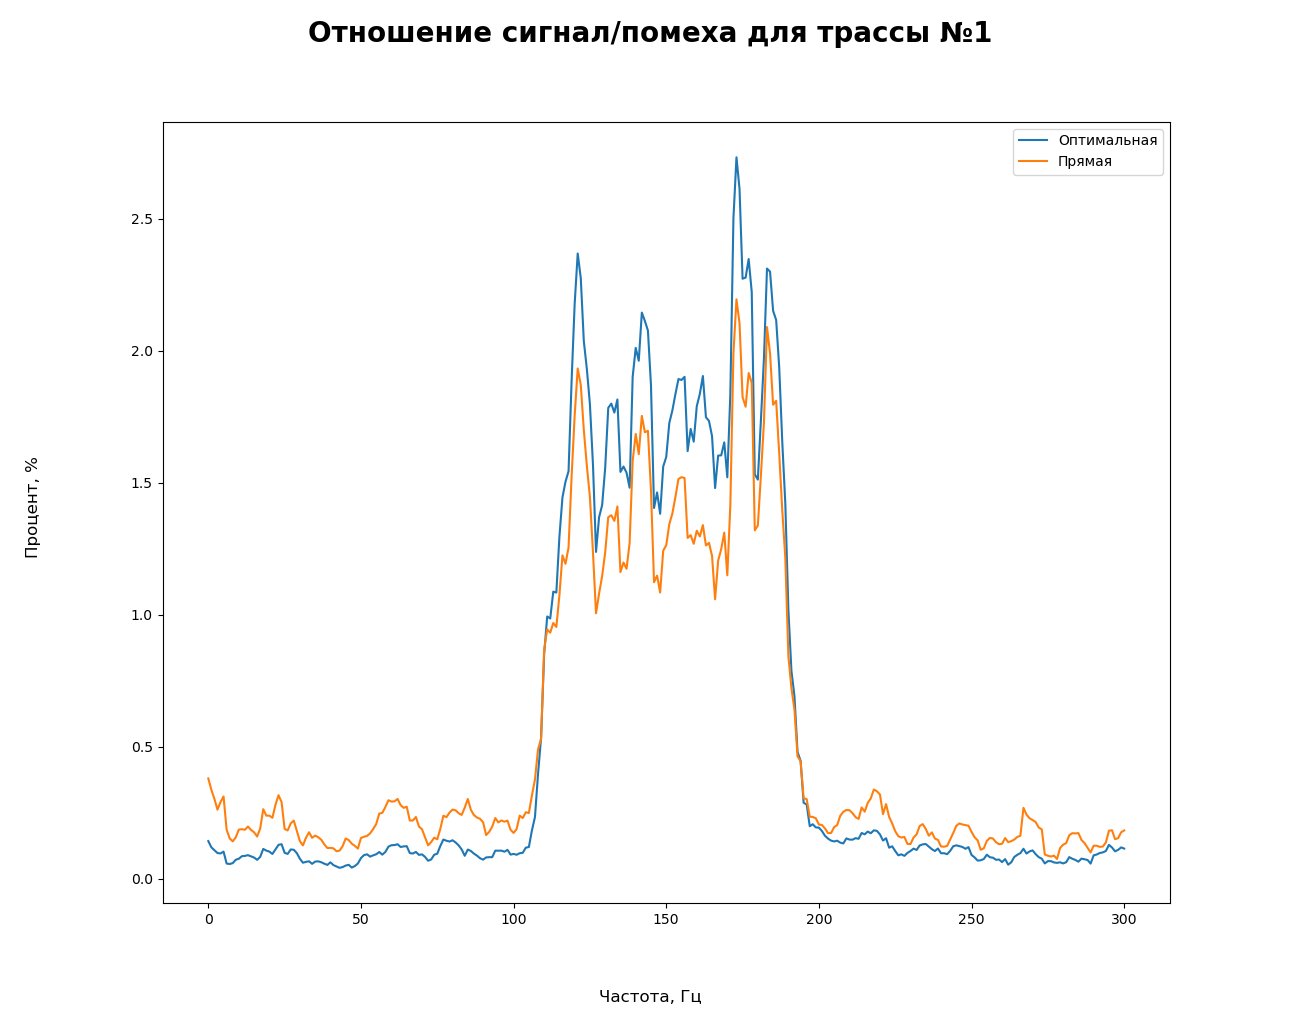 Отношение сигнал/помеха для трассы №1
Оптимальная
Прямая
Процент, %
2.5
2.0
1.5
1.0
0.5
0.0
0 50 100 150 200 250 300
Частота, Гц